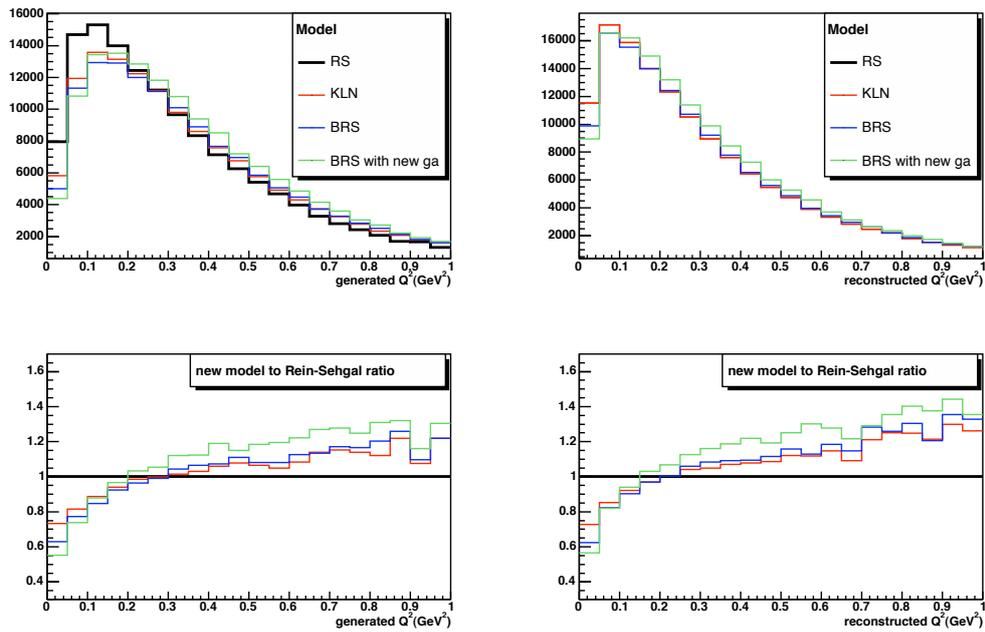 16000
14000
12000
10000
8000
6000
4000
2000
Model
RS
KLN
BRS
BRS with new ga
0 0.1 0.2 0.3 0.4 0.5 0.6 0.7 0.8 0.9 1
generated Q²(GeV²)
16000
14000
12000
10000
8000
6000
4000
2000
Model
RS
KLN
BRS
BRS with new ga
0 0.1 0.2 0.3 0.4 0.5 0.6 0.7 0.8 0.9 1
reconstructed Q²(GeV²)
new model to Rein-Sehgal ratio
1.6
1.4
1.2
1
0.8
0.6
0.4
0 0.1 0.2 0.3 0.4 0.5 0.6 0.7 0.8 0.9 1
generated Q²(GeV²)
new model to Rein-Sehgal ratio
1.6
1.4
1.2
1
0.8
0.6
0.4
0 0.1 0.2 0.3 0.4 0.5 0.6 0.7 0.8 0.9 1
reconstructed Q²(GeV²)